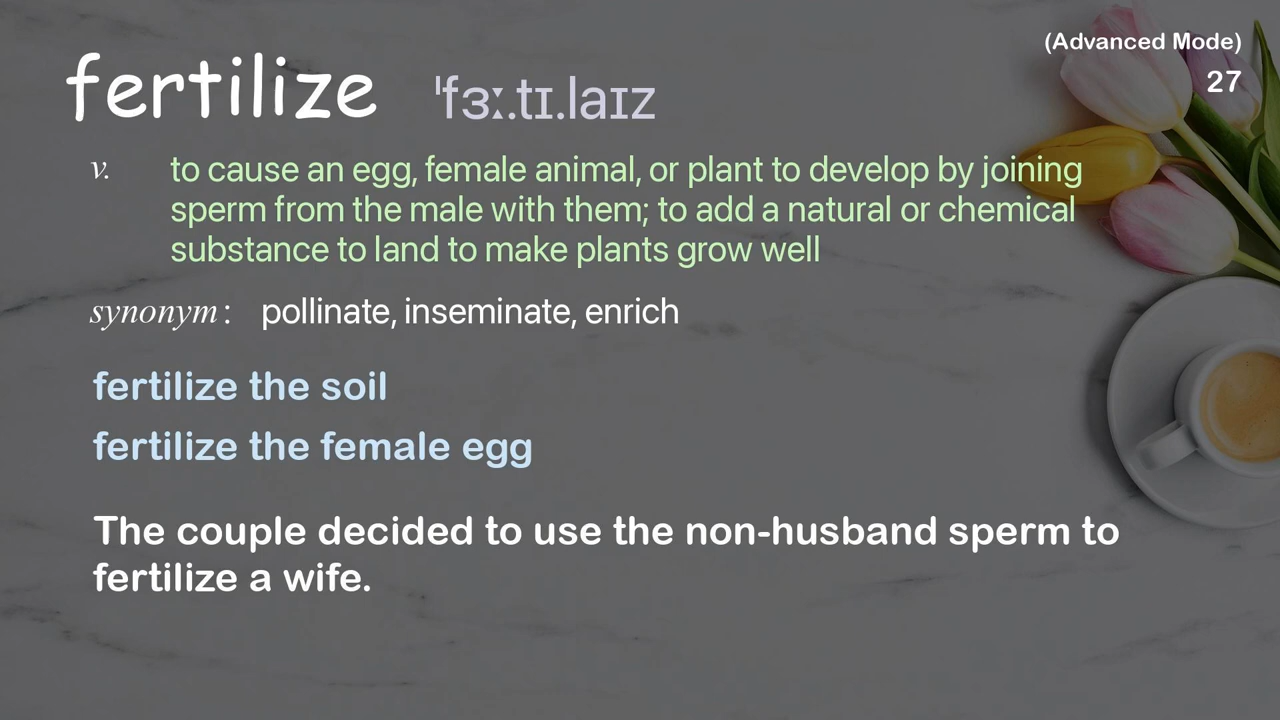 (Advanced Mode)
fertilize ˈfɜː.tɪ.laɪz
27
v. to cause an egg, female animal, or plant to develop by joining
sperm from the male with them; to add a natural or chemical
substance to land to make plants grow well
synonym : pollinate, inseminate, enrich
fertilize the soil
fertilize the female egg
The couple decided to use the non-husband sperm to
fertilize a wife.